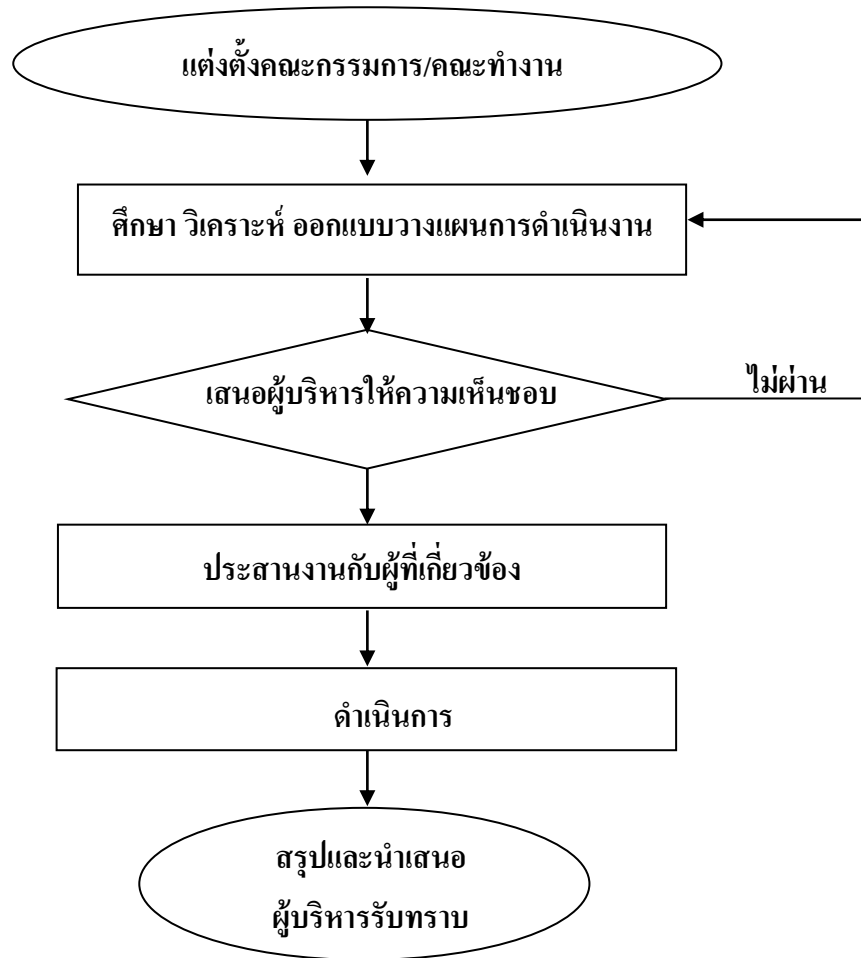 แต่งตั้งคณะกรรมการ/คณะทำงาน
ศึกษา วิเคราะห์ ออกแบบวางแผนการดำเนินงาน
เสนอผู้บริหารให้ความเห็นชอบ
ไม่ผ่าน
ประสานงานกับผู้ที่เกี่ยวข้อง
ดำเนินการ
สรุปและนำเสนอ
ผู้บริหารรับทราบ